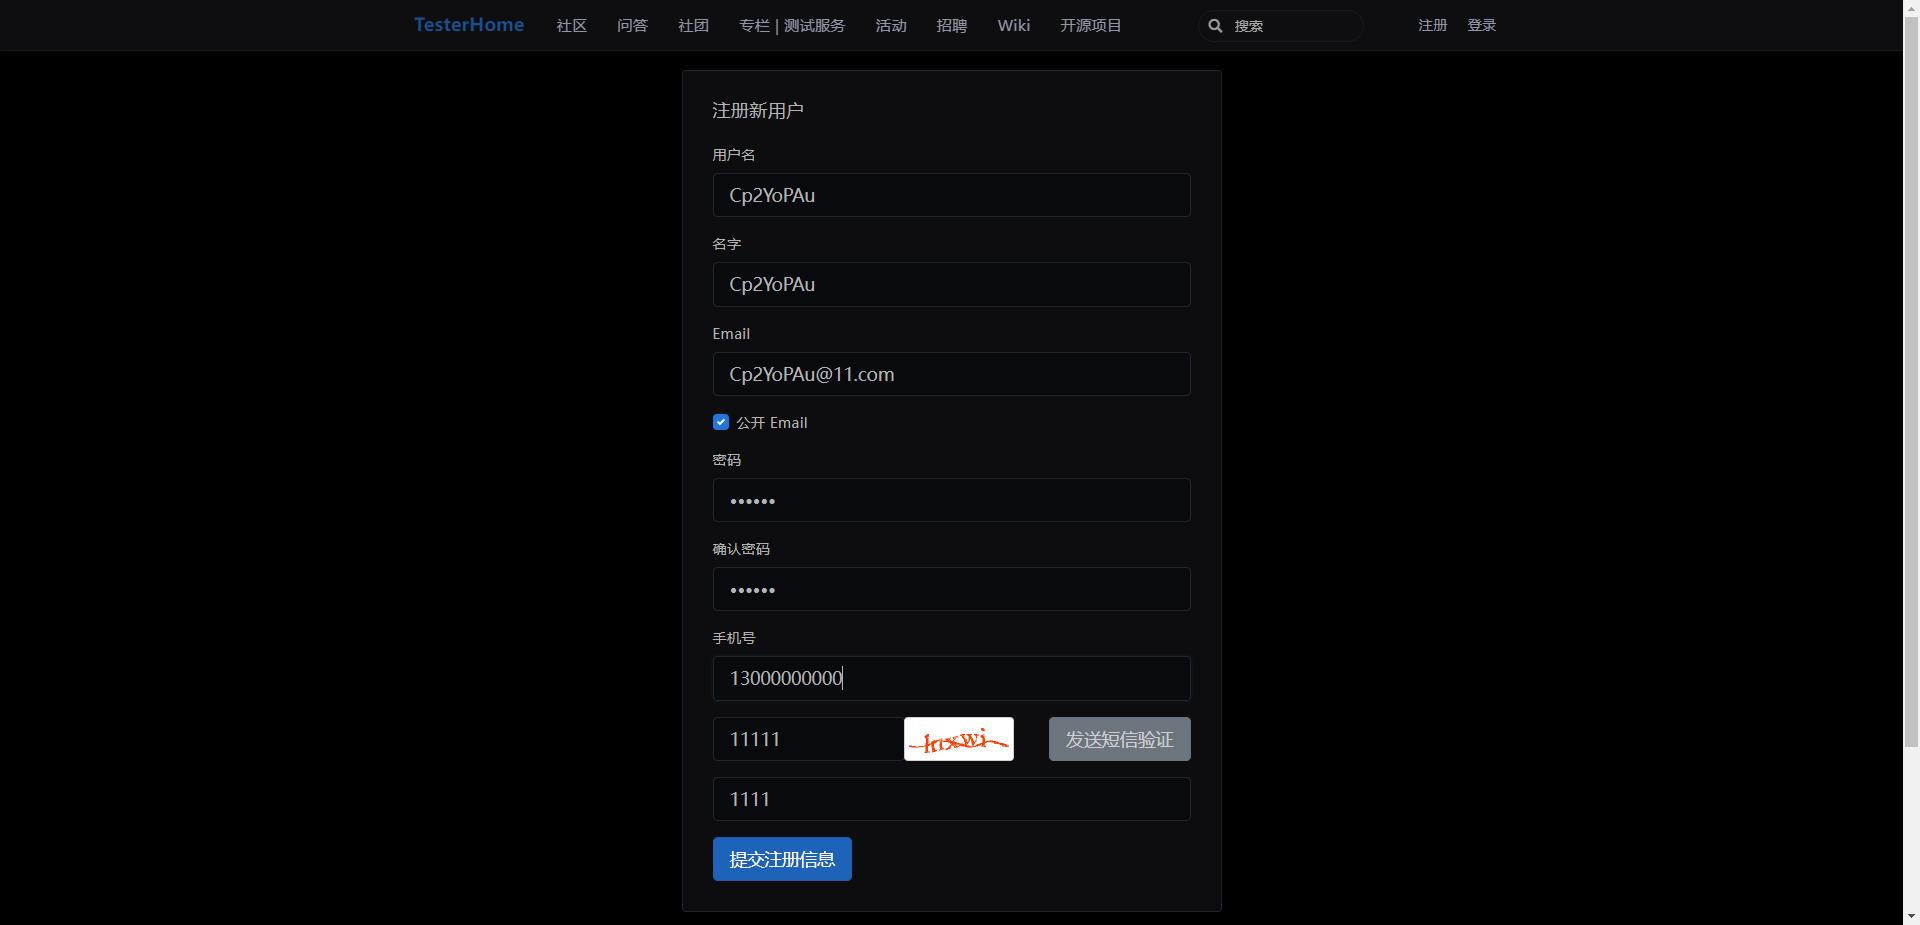 TesterHome 社区 问答 社团 专栏 | 测试服务 活动 招聘 Wiki 开源项目 搜索 注册 登录
注册新用户
用户名
Cp2YoPAu
名字
Cp2YoPAu
Email
Cp2YoPAu@11.com
公开 Email
密码
••••••
确认密码
••••••
手机号
13000000000
11111 lnxwi 发送短信验证
1111
提交注册信息